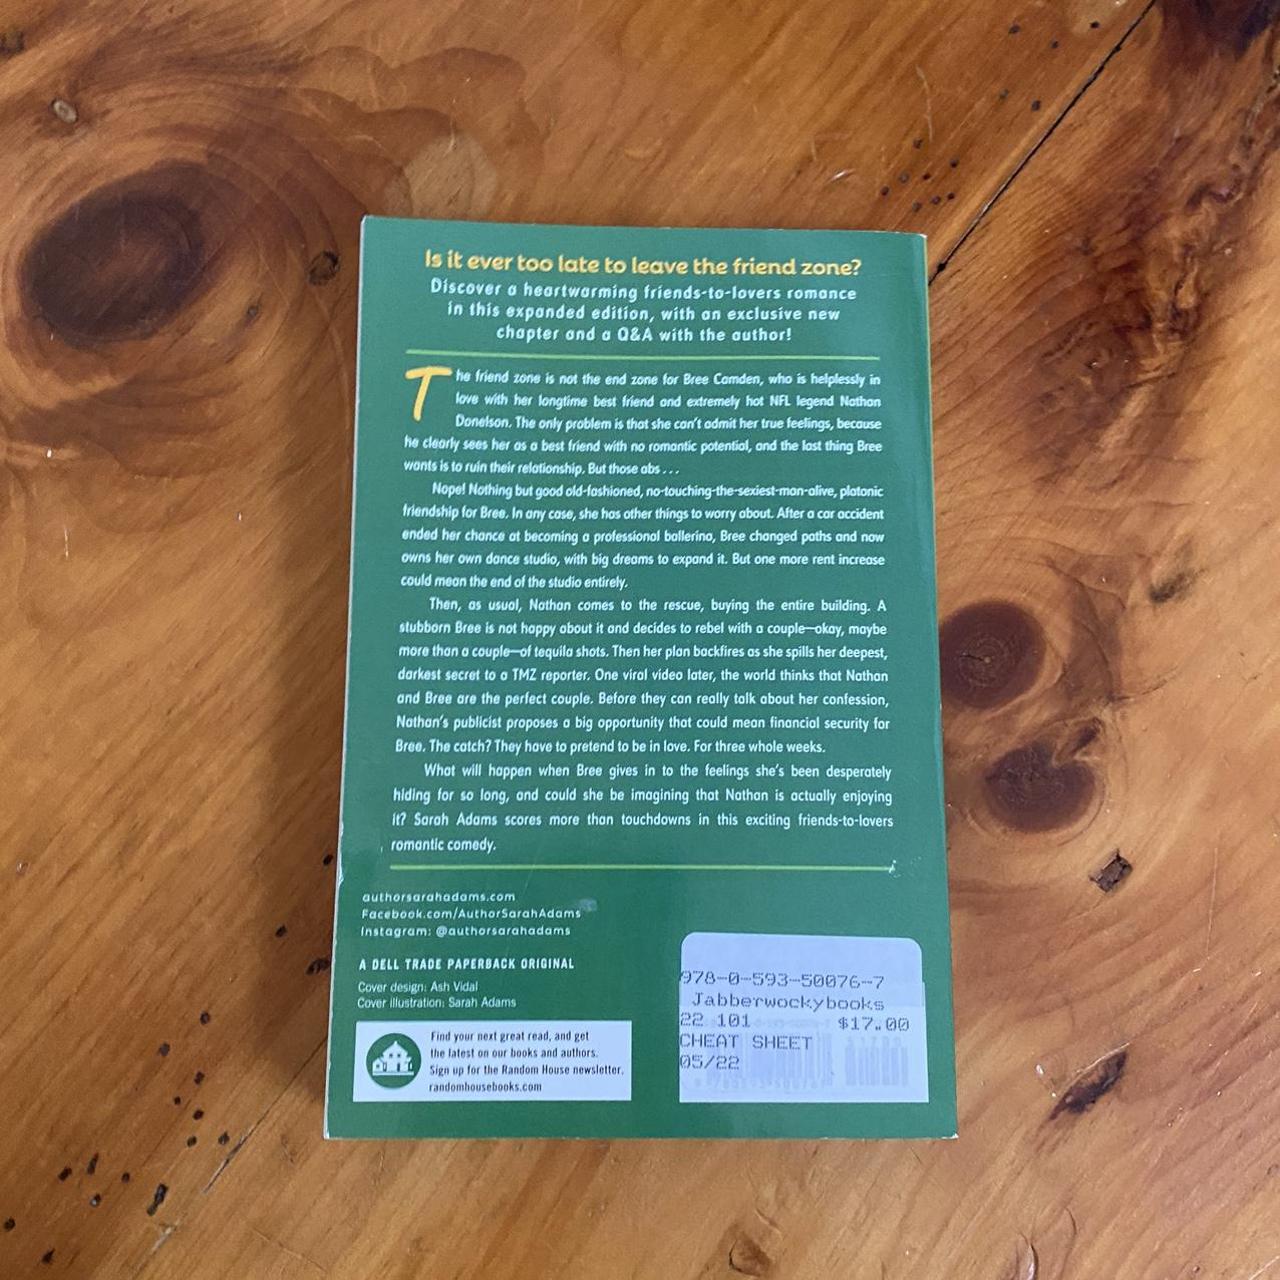 Is it ever too late to leave the friend zone?
Discover a heartwarming friends-to-lovers romance
in this expanded edition, with an exclusive new
chapter and a Q&A with the author!
The friend zone is not the end zone for Bree Camden, who is helplessly in
love with her longtime best friend and extremely hot NFL legend Nathan
Donelson. The only problem is that she can't admit her true feelings, because
he clearly sees her as a best friend with no romantic potential, and the last thing Bree
wants is to ruin their relationship. But those abs . . .
Nope! Nothing but good old-fashioned, no-touching-the-sexiest-man-alive, platonic
friendship for Bree. In any case, she has other things to worry about. After a car accident
ended her chance at becoming a professional ballerina, Bree changed paths and now
owns her own dance studio, with big dreams to expand it. But one more rent increase
could mean the end of the studio entirely.
Then, as usual, Nathan comes to the rescue, buying the entire building. A
stubborn Bree is not happy about it and decides to rebel with a couple—okay, maybe
more than a couple—of tequila shots. Then her plan backfires as she spills her deepest,
darkest secret to a TMZ reporter. One viral video later, the world thinks that Nathan
and Bree are the perfect couple. Before they can really talk about her confession,
Nathan's publicist proposes a big opportunity that could mean financial security for
Bree. The catch? They have to pretend to be in love. For three whole weeks.
What will happen when Bree gives in to the feelings she's been desperately
hiding for so long, and could she be imagining that Nathan is actually enjoying
it? Sarah Adams scores more than touchdowns in this exciting friends-to-lovers
romantic comedy.
authorsarahadams.com
Facebook.com/AuthorSarahAdams
Instagram: @authorsarahadams
A DELL TRADE PAPERBACK ORIGINAL
Cover design: Ash Vidal
Cover illustration: Sarah Adams
Find your next great read, and get
the latest on our books and authors.
Sign up for the Random House newsletter.
randomhousebooks.com
978-0-593-50076-7
Jabberwockybooks
22 101 $17.00
CHEAT SHEET
05/22